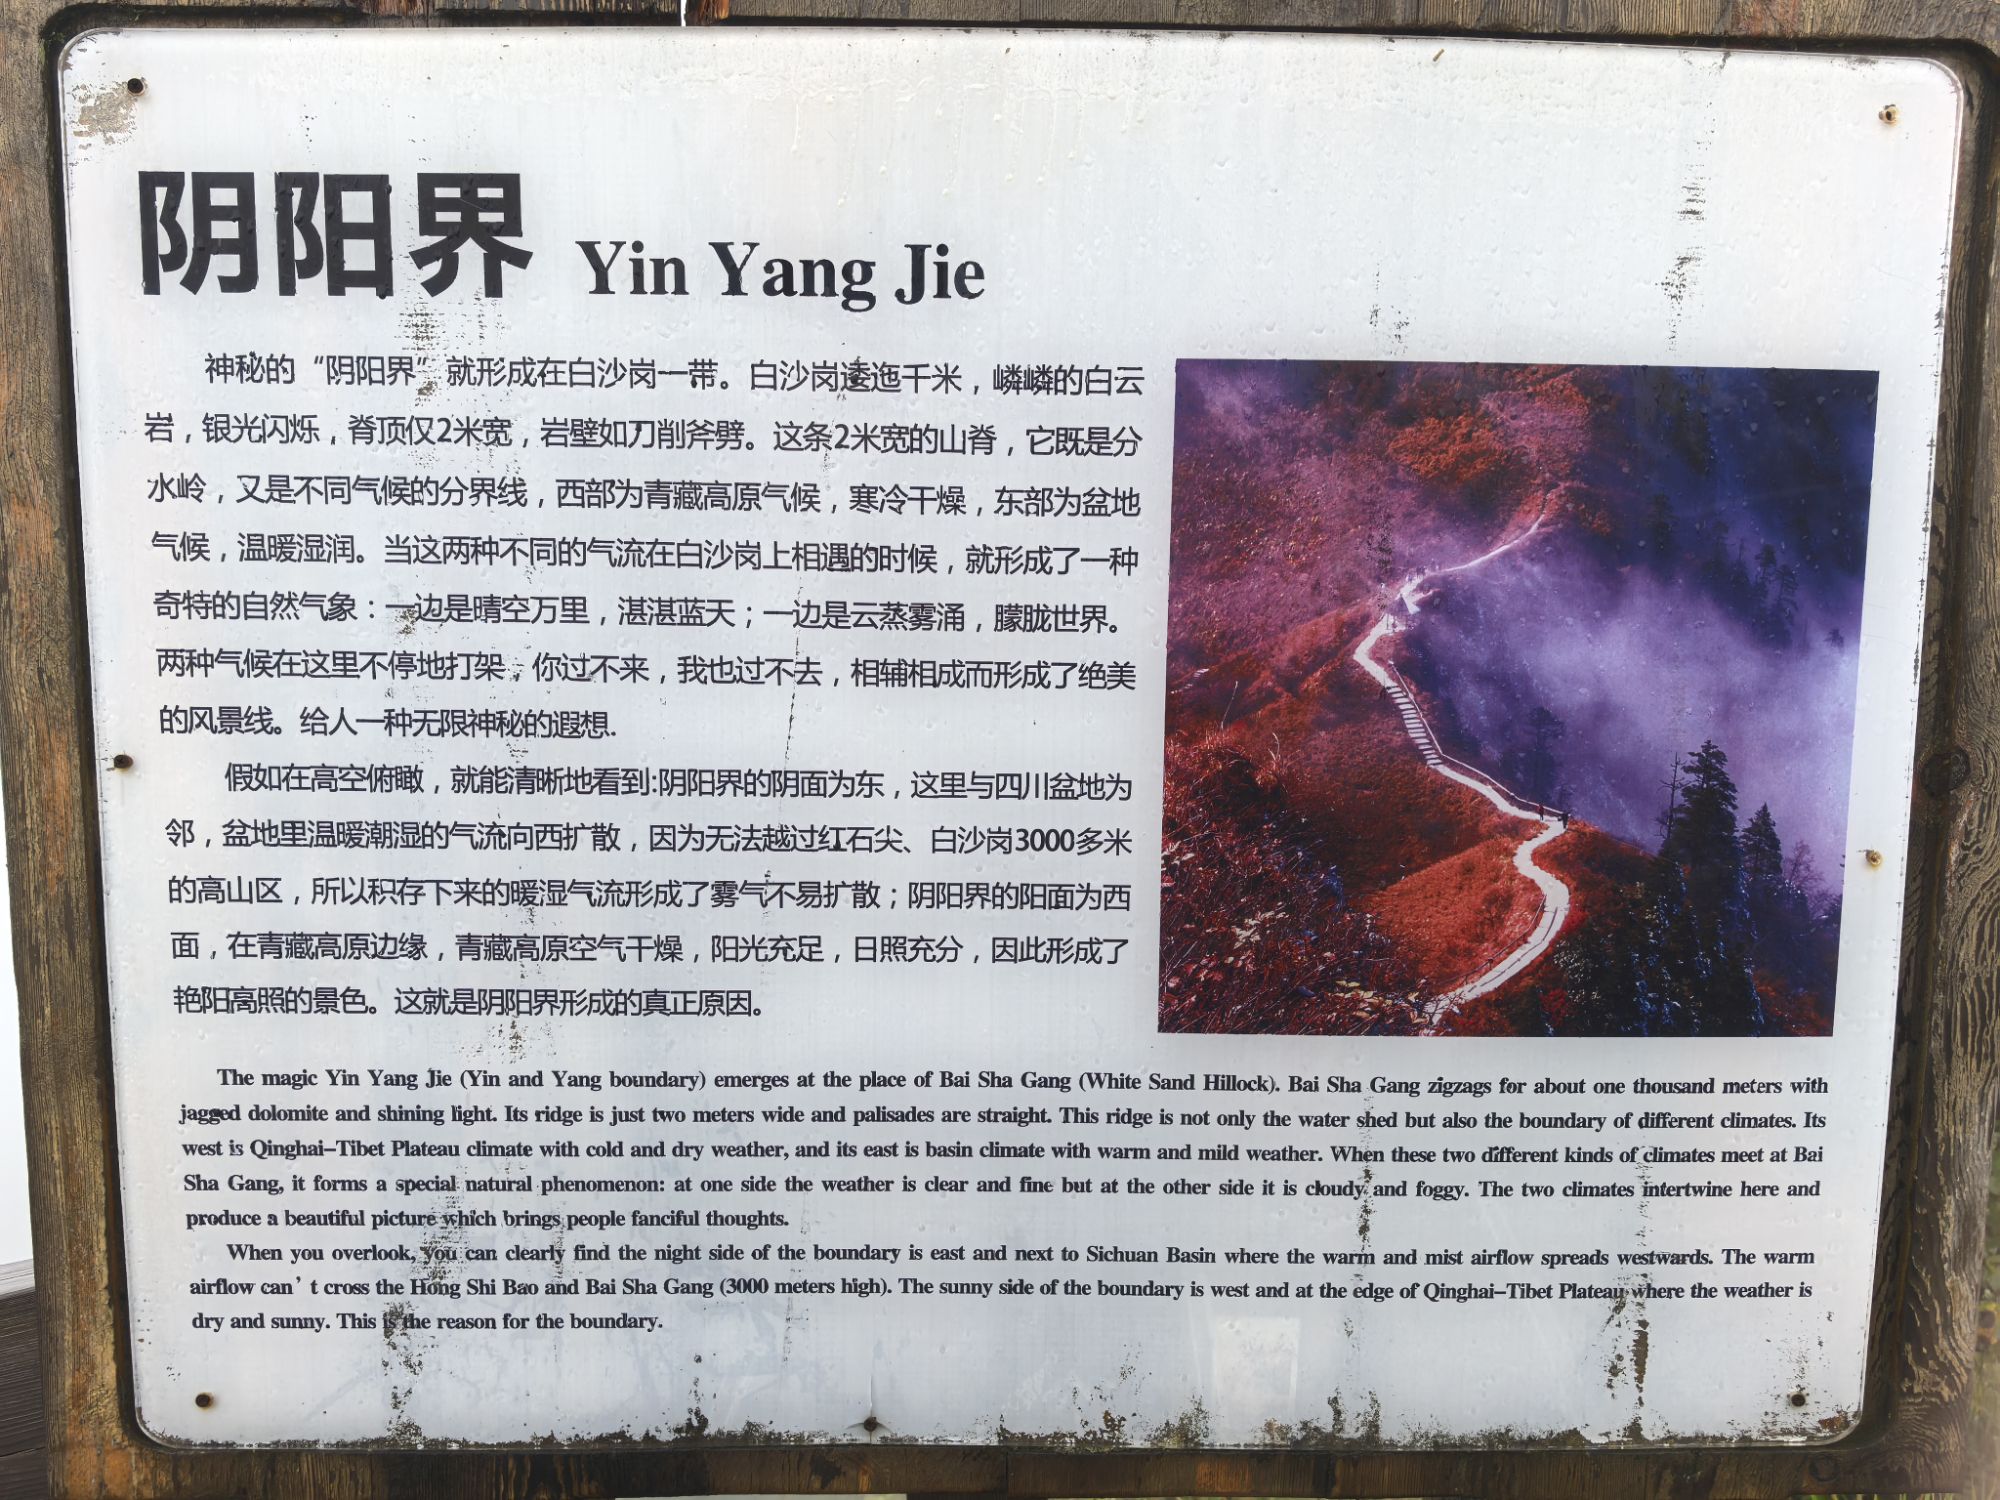 阴阳界 Yin Yang Jie
神秘的“阴阳界”就形成在白沙岗一带。白沙岗逶迤千米，嶙嶙的白云
岩，银光闪烁，脊顶仅2米宽，岩壁如刀削斧劈。这条2米宽的山脊，它既是分
水岭，又是不同气候的分界线，西部为青藏高原气候，寒冷干燥，东部为盆地
气候，温暖湿润。当这两种不同的气流在白沙岗上相遇的时候，就形成了一种
奇特的自然气象：一边是晴空万里，湛湛蓝天；一边是云蒸雾涌，朦胧世界。
两种气候在这里不停地打架，你过不来，我也过不去，相辅相成而形成了绝美
的风景线。给人一种无限神秘的遐想.
假如在高空俯瞰，就能清晰地看到:阴阳界的阴面为东，这里与四川盆地为
邻，盆地里温暖潮湿的气流向西扩散，因为无法越过红石尖、白沙岗3000多米
的高山区，所以积存下来的暖湿气流形成了雾气不易扩散；阴阳界的阳面为西
面，在青藏高原边缘，青藏高原空气干燥，阳光充足，日照充分，因此形成了
艳阳高照的景色。这就是阴阳界形成的真正原因。
The magic Yin Yang Jie (Yin and Yang boundary) emerges at the place of Bai Sha Gang (White Sand Hillock). Bai Sha Gang zigzags for about one thousand meters with
jagged dolomite and shining light. Its ridge is just two meters wide and palisades are straight. This ridge is not only the water shed but also the boundary of different climates. Its
west is Qinghai–Tibet Plateau climate with cold and dry weather, and its east is basin climate with warm and mild weather. When these two different kinds of climates meet at Bai
Sha Gang, it forms a special natural phenomenon: at one side the weather is clear and fine but at the other side it is cloudy and foggy. The two climates intertwine here and
produce a beautiful picture which brings people fanciful thoughts.
When you overlook, you can clearly find the night side of the boundary is east and next to Sichuan Basin where the warm and mist airflow spreads westwards. The warm
airflow can’t cross the Hong Shi Bao and Bai Sha Gang (3000 meters high). The sunny side of the boundary is west and at the edge of Qinghai–Tibet Plateau where the weather is
dry and sunny. This is the reason for the boundary.